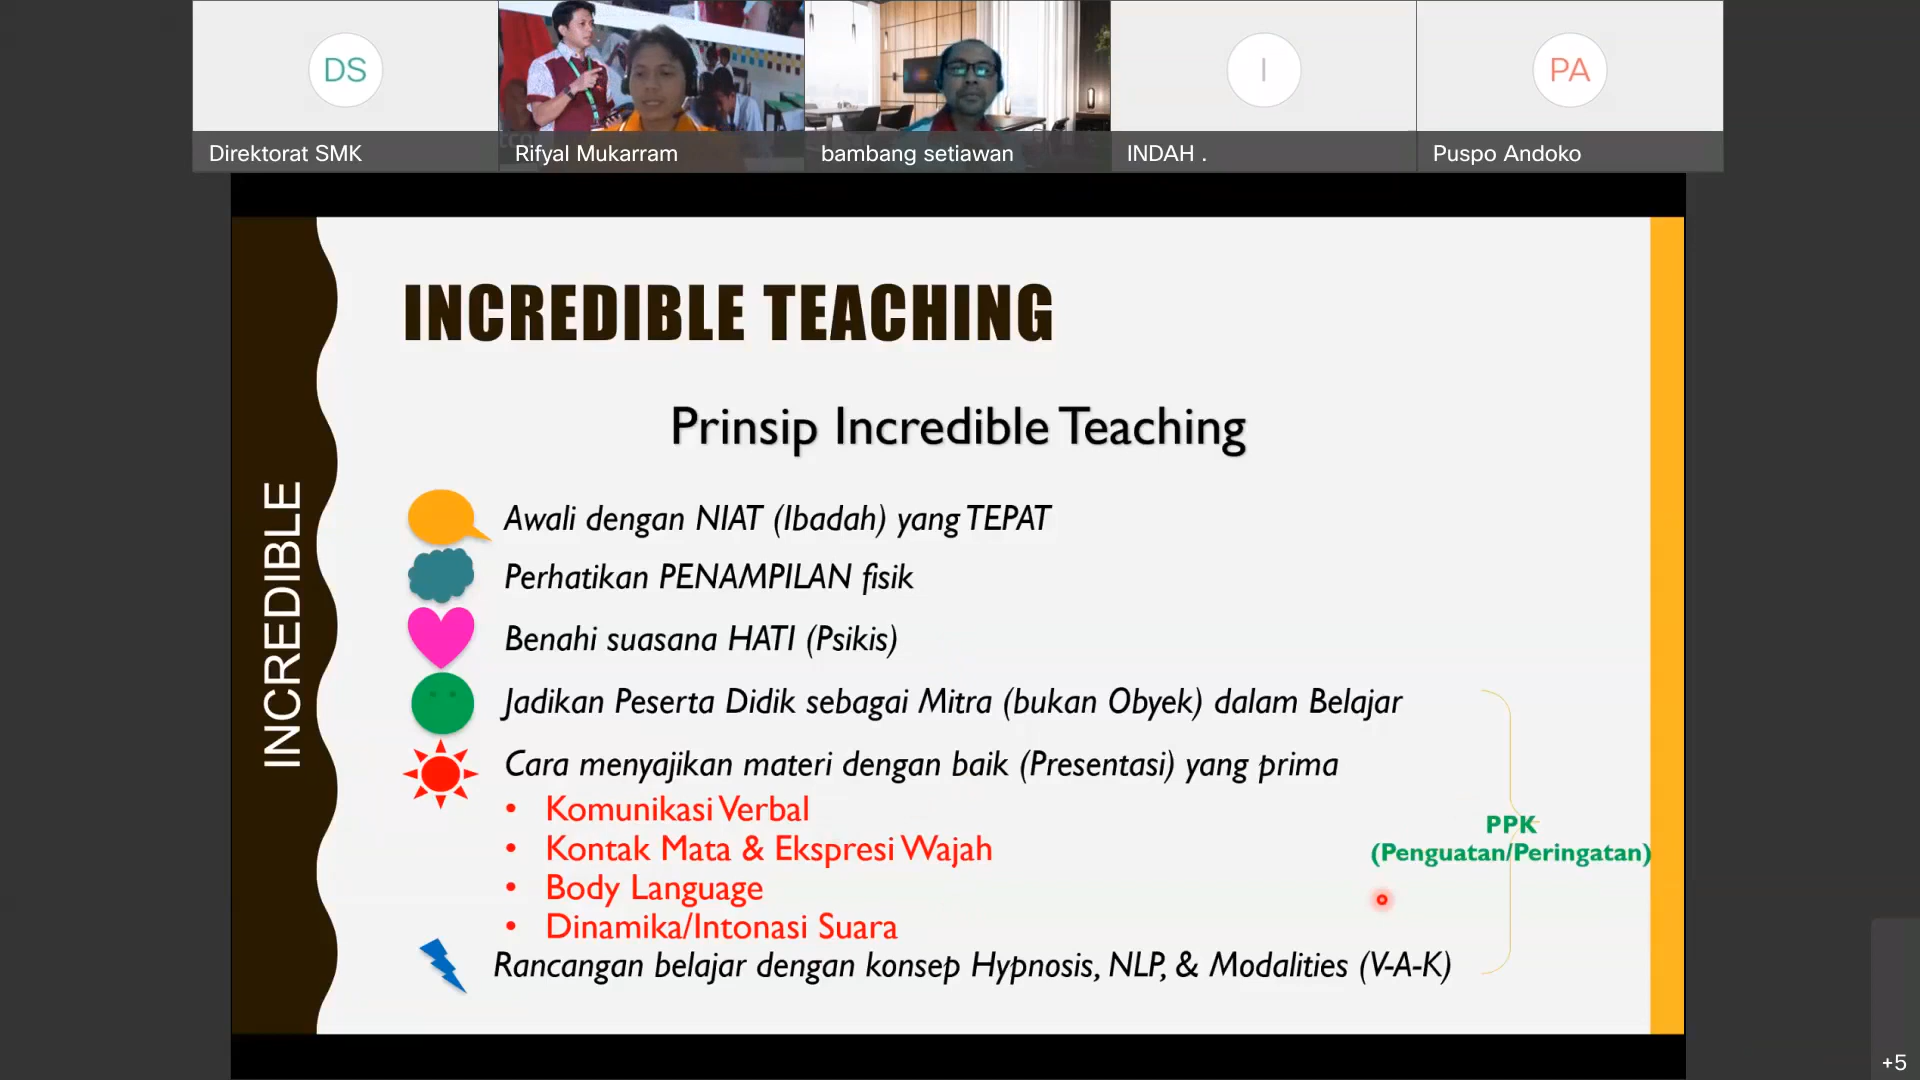 DS
I
PA
Direktorat SMK
Rifyal Mukarram
bambang setiawan
INDAH .
Puspo Andoko
INCREDIBLE
INCREDIBLE TEACHING
Prinsip Incredible Teaching
Awali dengan NIAT (Ibadah) yang TEPAT
Perhatikan PENAMPILAN fisik
Benahi suasana HATI (Psikis)
Jadikan Peserta Didik sebagai Mitra (bukan Obyek) dalam Belajar
Cara menyajikan materi dengan baik (Presentasi) yang prima
• Komunikasi Verbal
• Kontak Mata & Ekspresi Wajah
• Body Language
• Dinamika/Intonasi Suara
Rancangan belajar dengan konsep Hypnosis, NLP, & Modalities (V-A-K)
PPK
(Penguatan/Peringatan)
+5